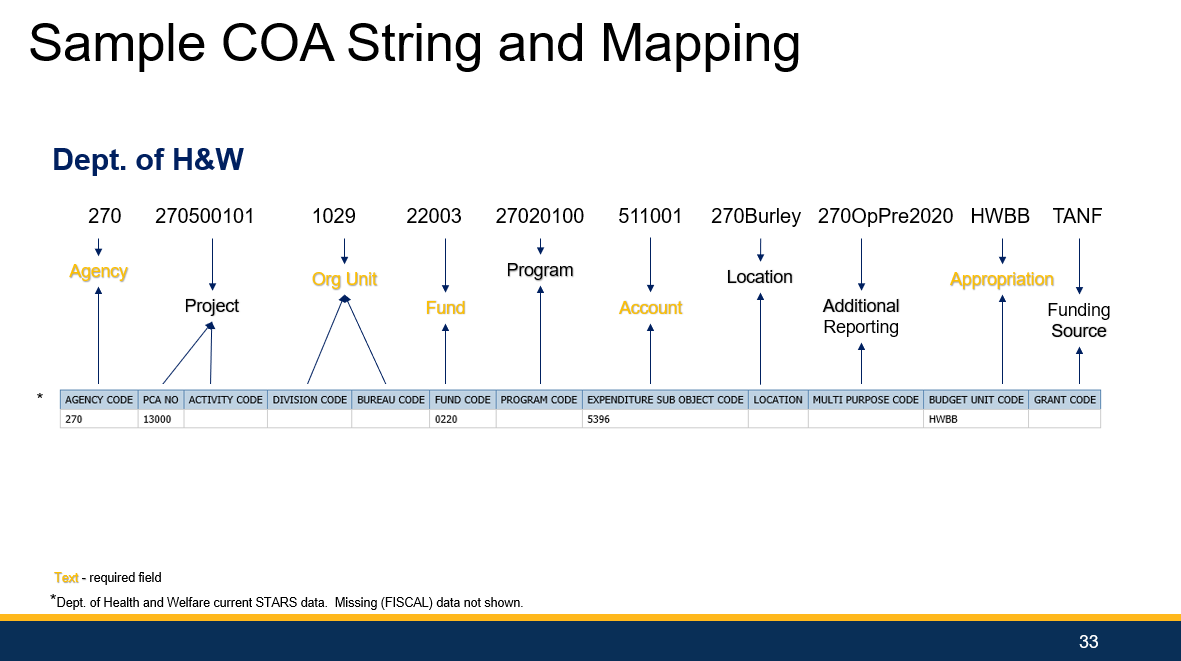 Sample COA String and Mapping
Dept. of H&W
270 270500101 1029 22003 27020100 511001 270Burley 270OpPre2020 HWBB TANF
Agency Project Org Unit Fund Program Account Location Additional Reporting Appropriation Funding Source
* AGENCY CODE PCA NO ACTIVITY CODE DIVISION CODE BUREAU CODE FUND CODE PROGRAM CODE EXPENDITURE SUB OBJECT CODE LOCATION MULTI PURPOSE CODE BUDGET UNIT CODE GRANT CODE
270 13000 0220 5396 HWBB
Text - required field
*Dept. of Health and Welfare current STARS data. Missing (FISCAL) data not shown.
33